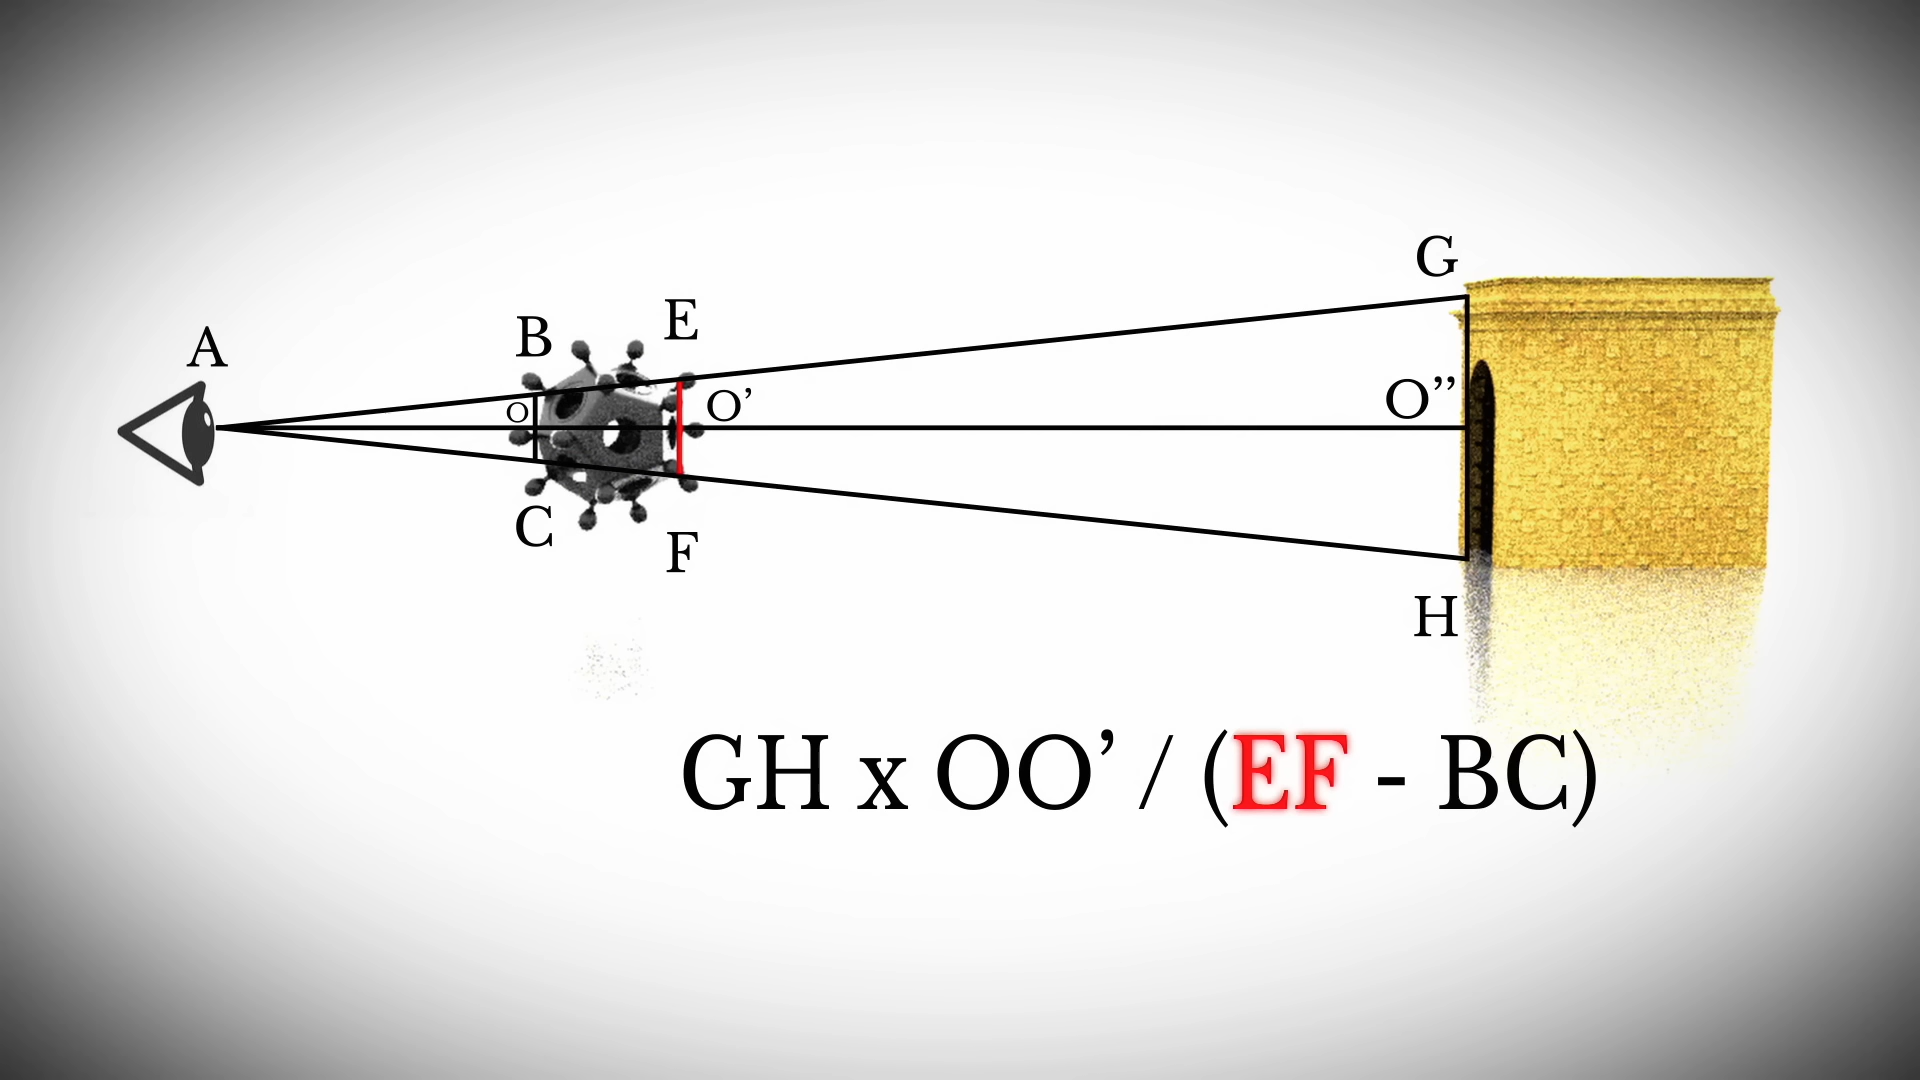 G
A
B
E
O
O’
O’’
C
F
H
GH x OO’ / (EF - BC)